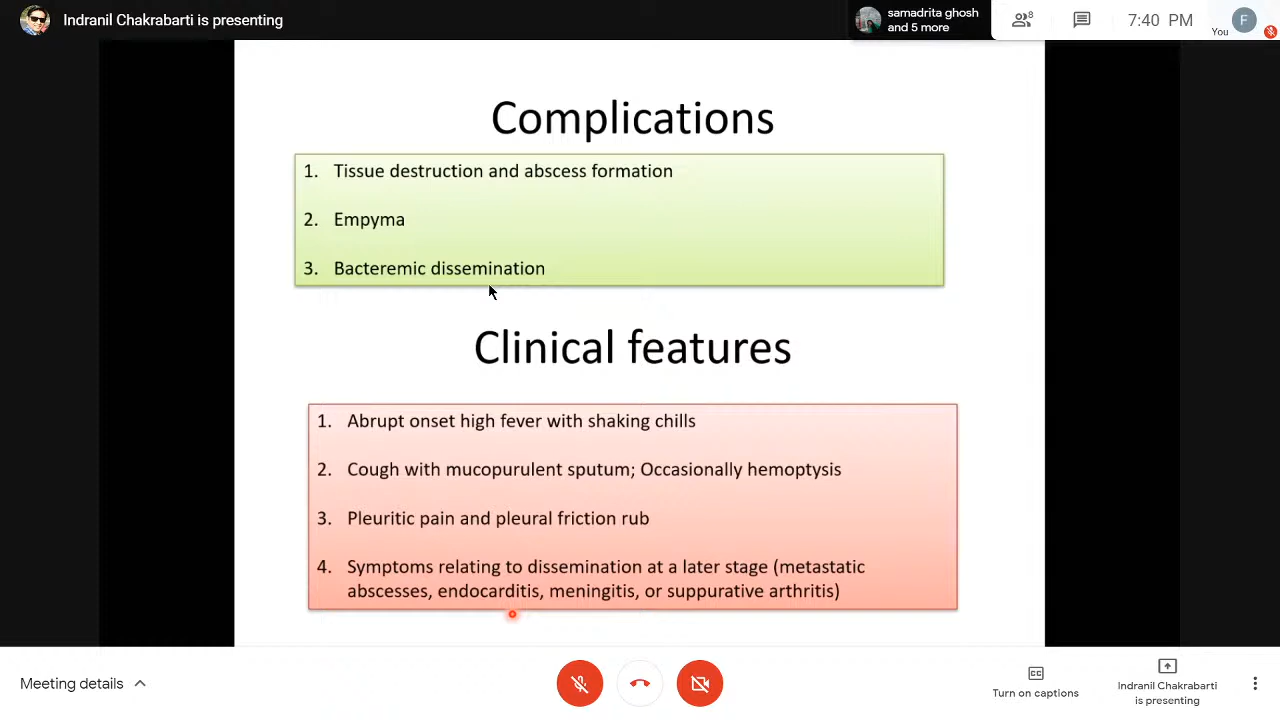 Indranil Chakrabarti is presenting
samadrita ghosh
and 5 more
8
7:40 PM
You
F
Complications
1. Tissue destruction and abscess formation
2. Empyma
3. Bacteremic dissemination
Clinical features
1. Abrupt onset high fever with shaking chills
2. Cough with mucopurulent sputum; Occasionally hemoptysis
3. Pleuritic pain and pleural friction rub
4. Symptoms relating to dissemination at a later stage (metastatic
abscesses, endocarditis, meningitis, or suppurative arthritis)
Meeting details
CC
Turn on captions
Indranil Chakrabarti
is presenting